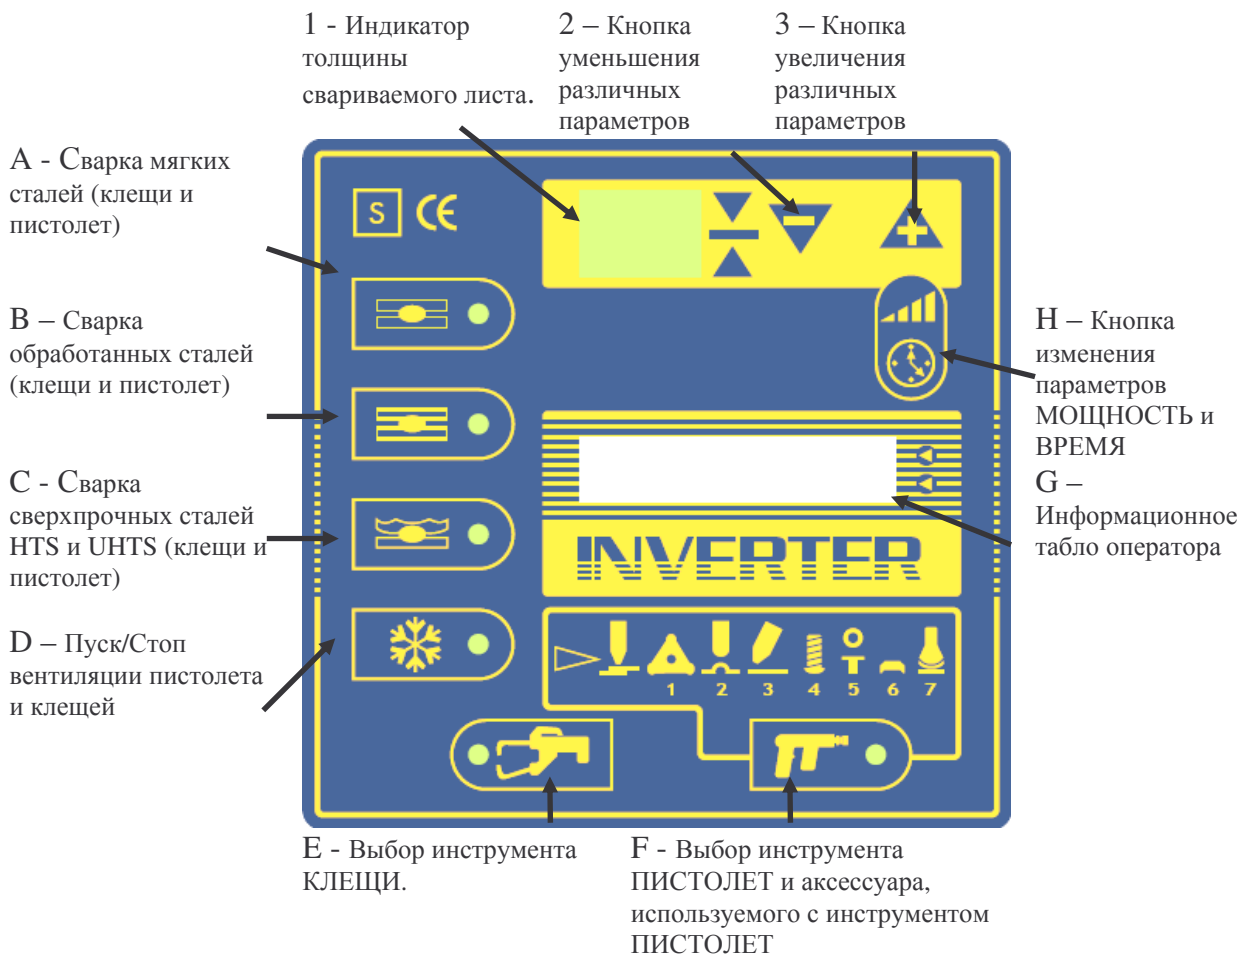 1 - Индикатор
толщины
свариваемого листа.
2 – Кнопка
уменьшения
различных
параметров
3 – Кнопка
увеличения
различных
параметров
A - Сварка мягких
сталей (клещи и
пистолет)
B – Сварка
обработанных сталей
(клещи и пистолет)
C - Сварка
сверхпрочных сталей
HTS и UHTS (клещи и
пистолет)
D – Пуск/Стоп
вентиляции пистолета
и клещей
S CE
INVERTER
1 2 3 4 5 6 7
H – Кнопка
изменения
параметров
МОЩНОСТЬ и
ВРЕМЯ
G –
Информационное
табло оператора
E - Выбор инструмента
КЛЕЩИ.
F - Выбор инструмента
ПИСТОЛЕТ и аксессуара,
используемого с инструментом
ПИСТОЛЕТ